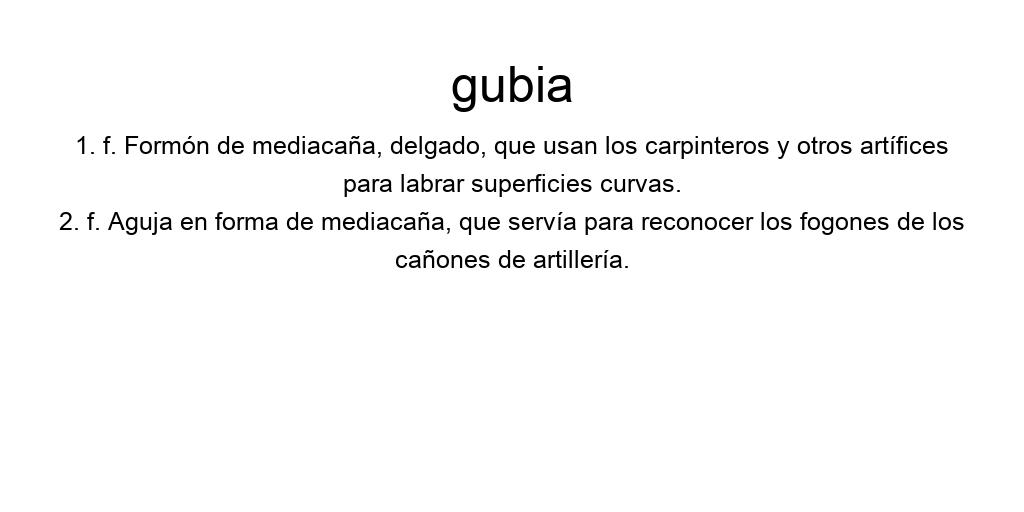 gubia
1. f. Formón de mediacaña, delgado, que usan los carpinteros y otros artífices
para labrar superficies curvas.
2. f. Aguja en forma de mediacaña, que servía para reconocer los fogones de los
cañones de artillería.